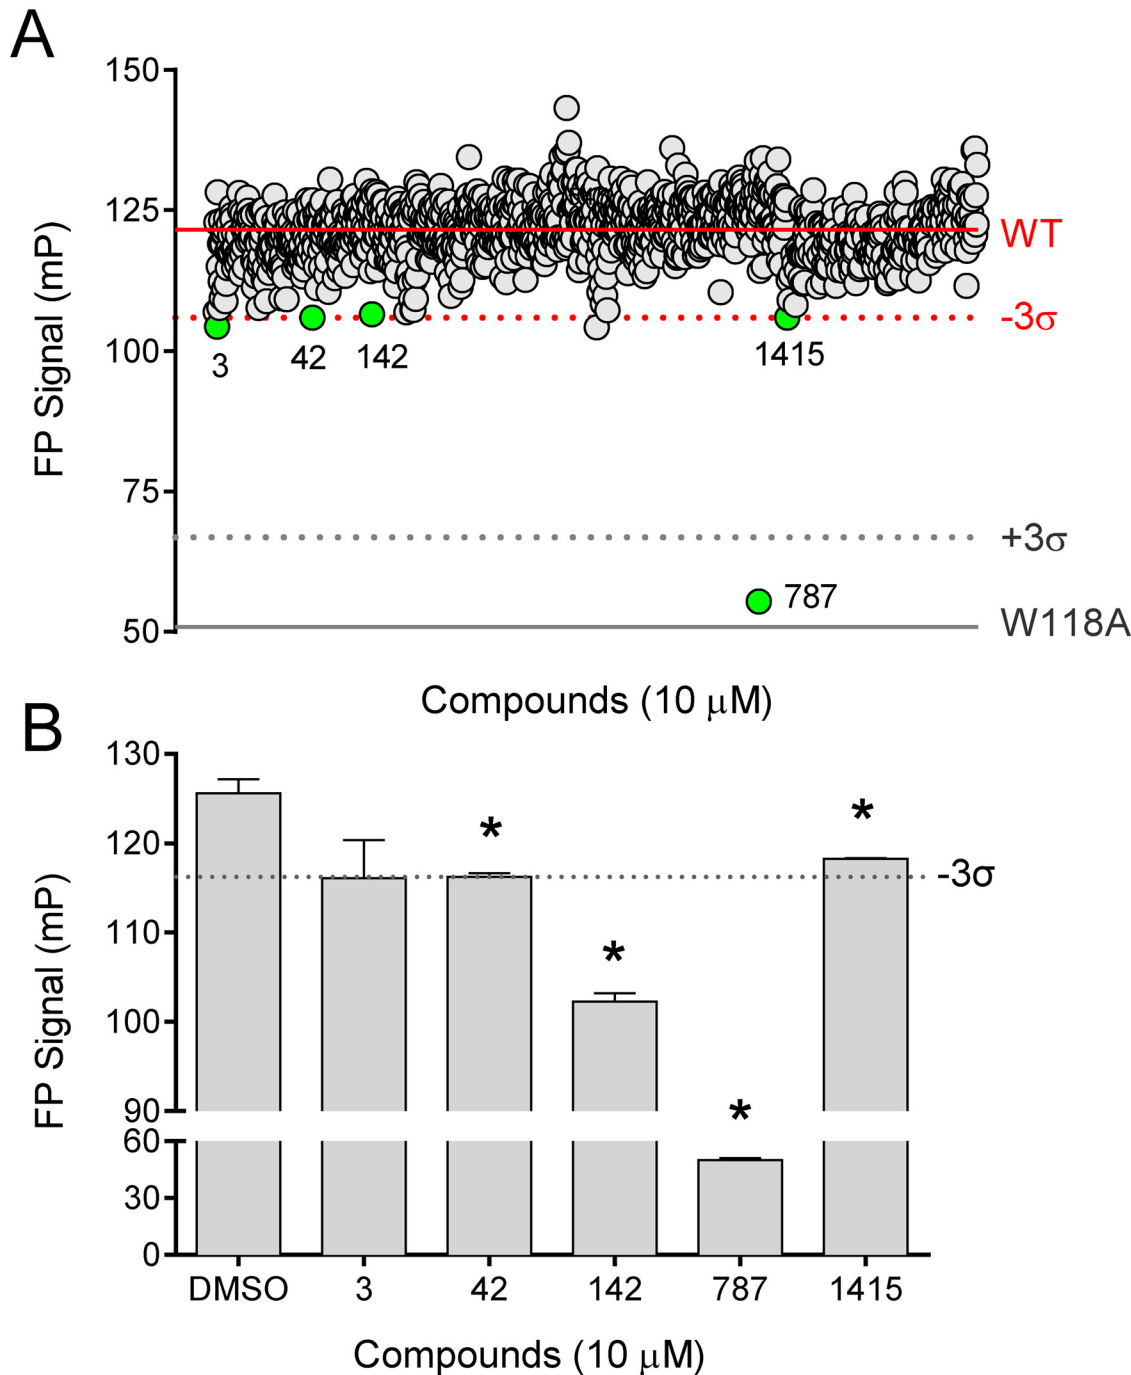 A
150
125
100
75
50
FP Signal (mP)
WT
-3σ
3
42
142
1415
+3σ
787
W118A
Compounds (10 μM)
B
130
120
110
100
90
60
30
0
FP Signal (mP)
*
*
*
*
-3σ
DMSO 3 42 142 787 1415
Compounds (10 μM)